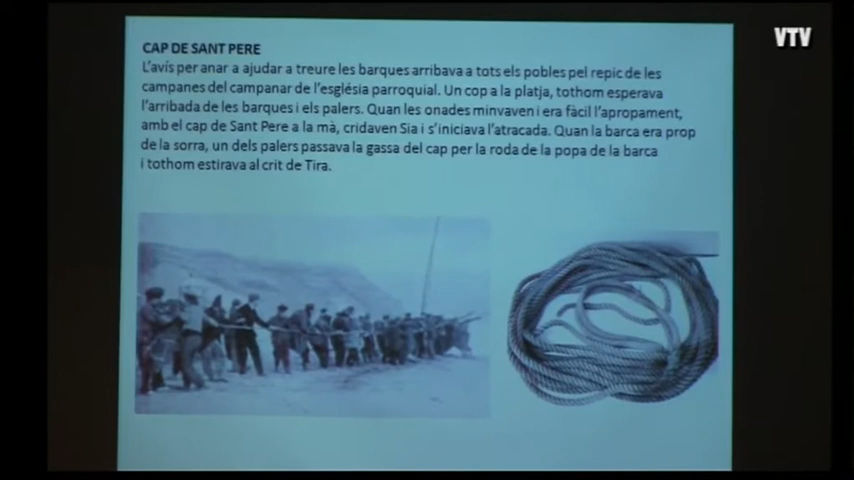 VTV
CAP DE SANT PERE
L'avís per anar a ajudar a treure les barques arribava a tots els pobles pel repic de les
campanes del campanar de l'església parroquial. Un cop a la platja, tothom esperava
l'arribada de les barques i els palers. Quan les onades minvaven i era fàcil l'apropament,
amb el cap de Sant Pere a la mà, cridaven Sia i s'iniciava l'atracada. Quan la barca era prop
de la sorra, un dels palers passava la gassa del cap per la roda de la popa de la barca
i tothom estirava al crit de Tira.